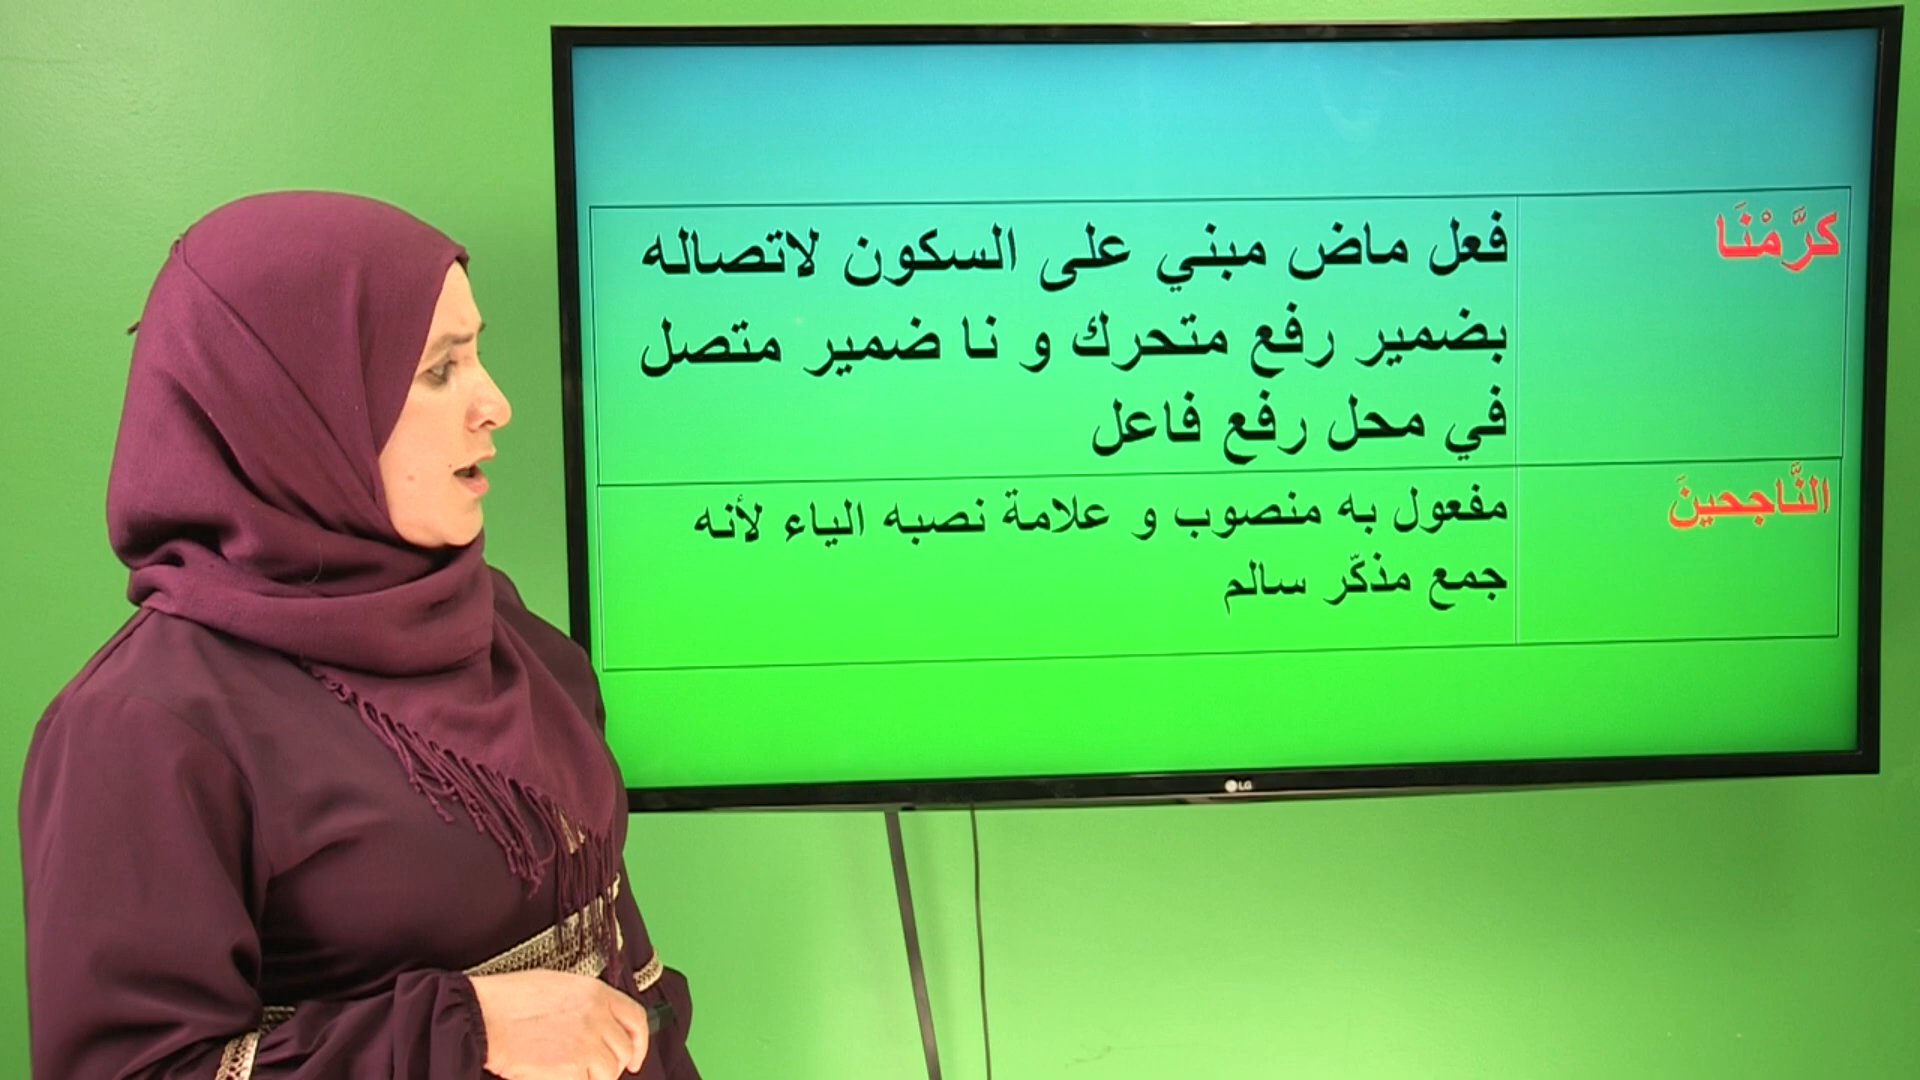 كرَّمْنَا
فعل ماض مبني على السكون لاتصاله
بضمير رفع متحرك و نا ضمير متصل
في محل رفع فاعل
النَّاجحينَ
مفعول به منصوب و علامة نصبه الياء لأنه
جمع مذكّر سالم
LG